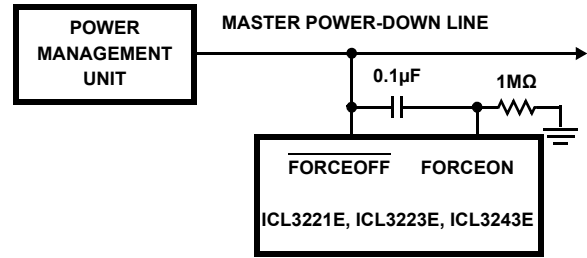 POWER
MANAGEMENT
UNIT
MASTER POWER-DOWN LINE
0.1µF
1MΩ
FORCEOFF FORCEON
ICL3221E, ICL3223E, ICL3243E